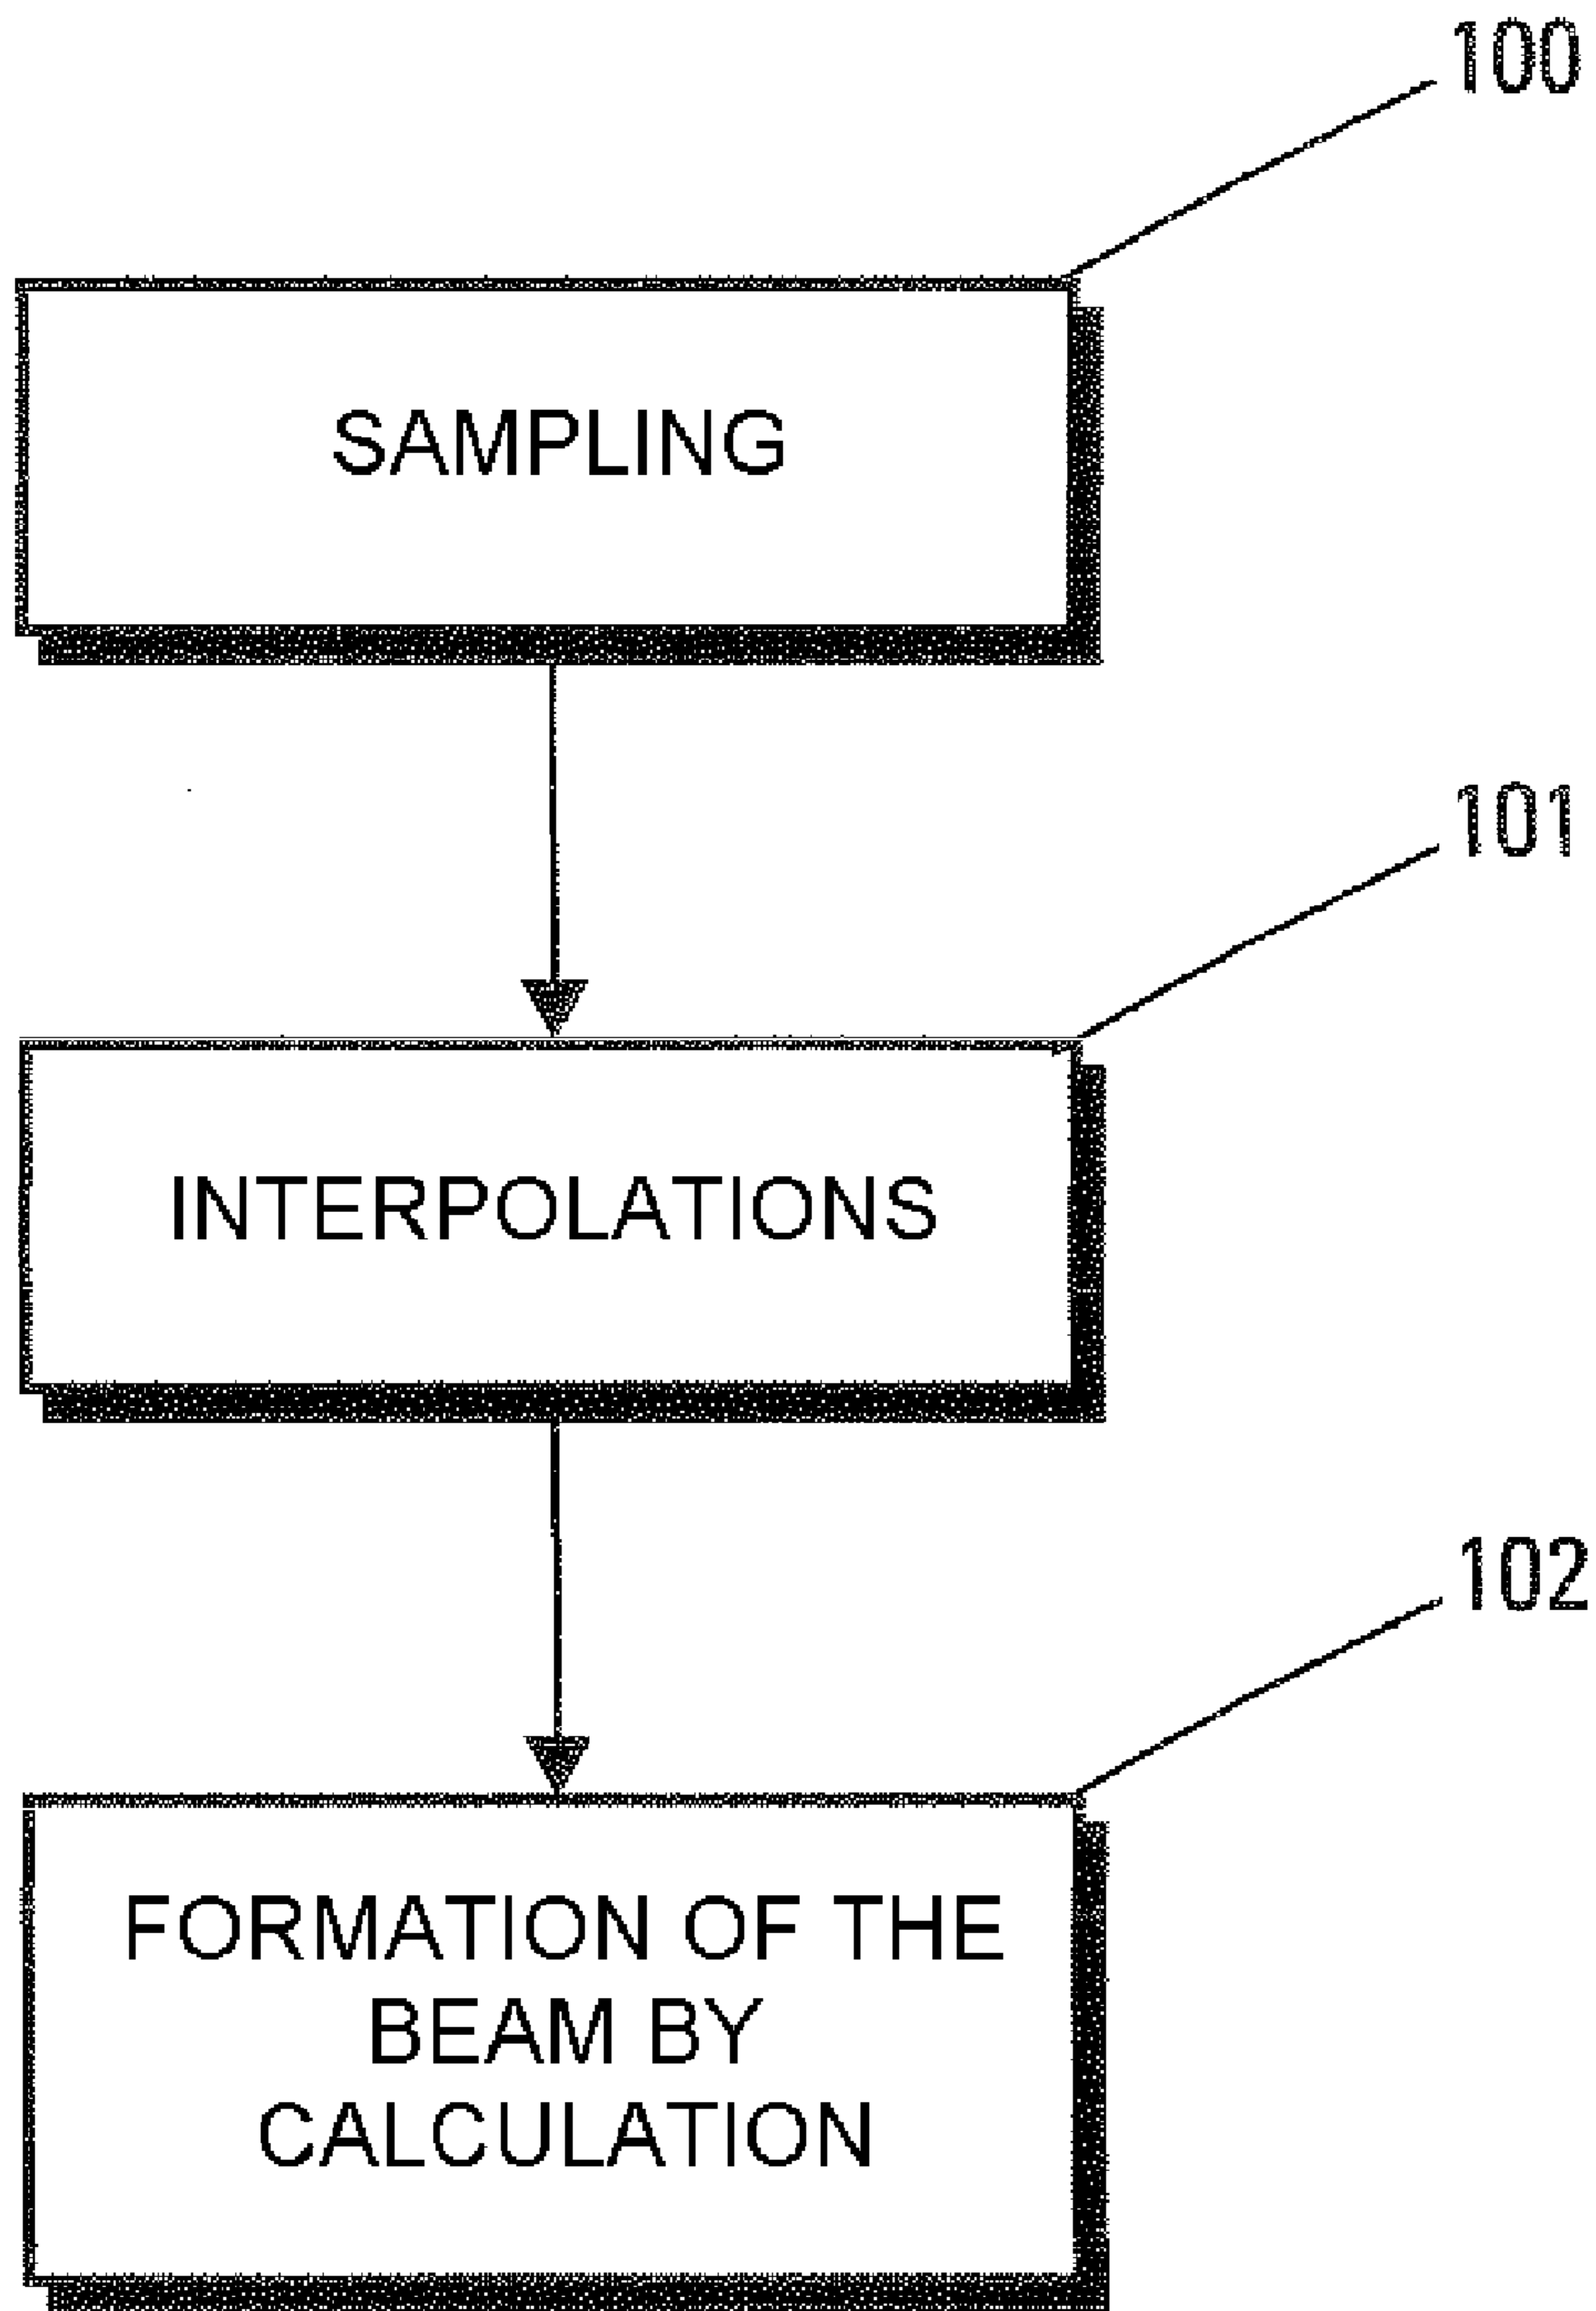 100
SAMPLING
101
INTERPOLATIONS
102
FORMATION OF THE
BEAM BY
CALCULATION